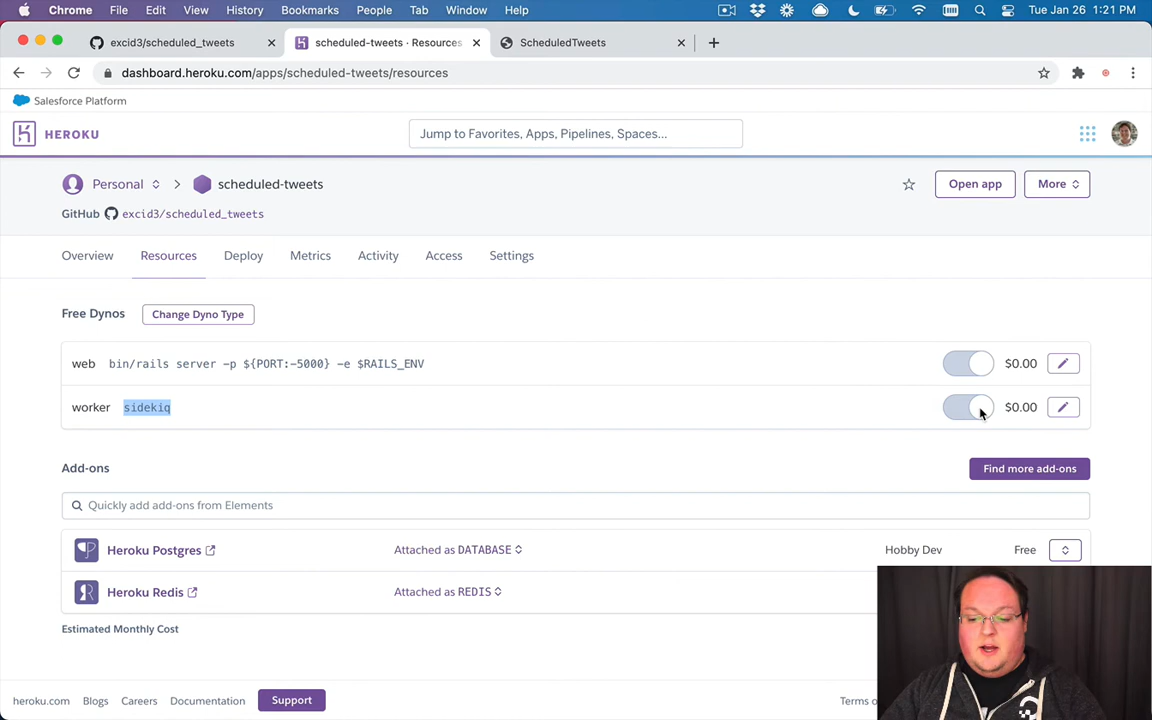 Chrome File Edit View History Bookmarks People Tab Window Help Tue Jan 26 1:21 PM
excid3/scheduled_tweets scheduled-tweets · Resources ScheduledTweets
dashboard.heroku.com/apps/scheduled-tweets/resources
Salesforce Platform
HEROKU Jump to Favorites, Apps, Pipelines, Spaces...
Personal scheduled-tweets Open app More
GitHub excid3/scheduled_tweets
Overview Resources Deploy Metrics Activity Access Settings
Free Dynos Change Dyno Type
web bin/rails server -p ${PORT:-5000} -e $RAILS_ENV $0.00
worker sidekiq $0.00
Add-ons Find more add-ons
Quickly add add-ons from Elements
Heroku Postgres Attached as DATABASE Hobby Dev Free
Heroku Redis Attached as REDIS
Estimated Monthly Cost
heroku.com Blogs Careers Documentation Support Terms o